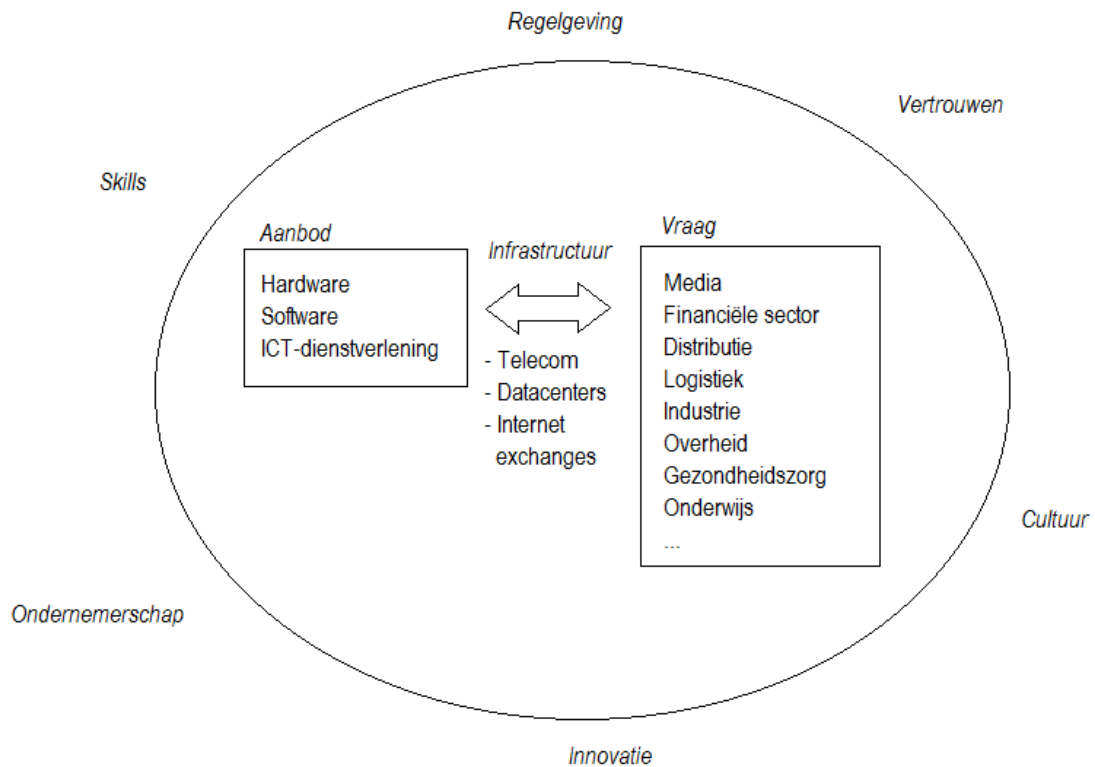 Regelgeving
Vertrouwen
Skills
Aanbod
Hardware
Software
ICT-dienstverlening
Infrastructuur
- Telecom
- Datacenters
- Internet
exchanges
Vraag
Media
Financiële sector
Distributie
Logistiek
Industrie
Overheid
Gezondheidszorg
Onderwijs
...
Cultuur
Ondernemerschap
Innovatie